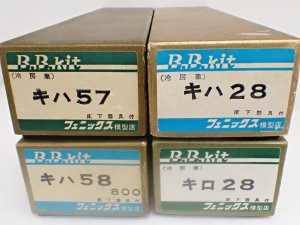 B.B.kit
(冷房車)
キハ57
床下器具付
フェニックス模型店
B.B.kit
(冷房車)
キハ28
床下器具付
フェニックス模型店
B.B.kit
キハ58
800
床下器具付
フェニックス模型店
B.B.kit
(冷房車)
キロ28
床下器具付
フェニックス模型店